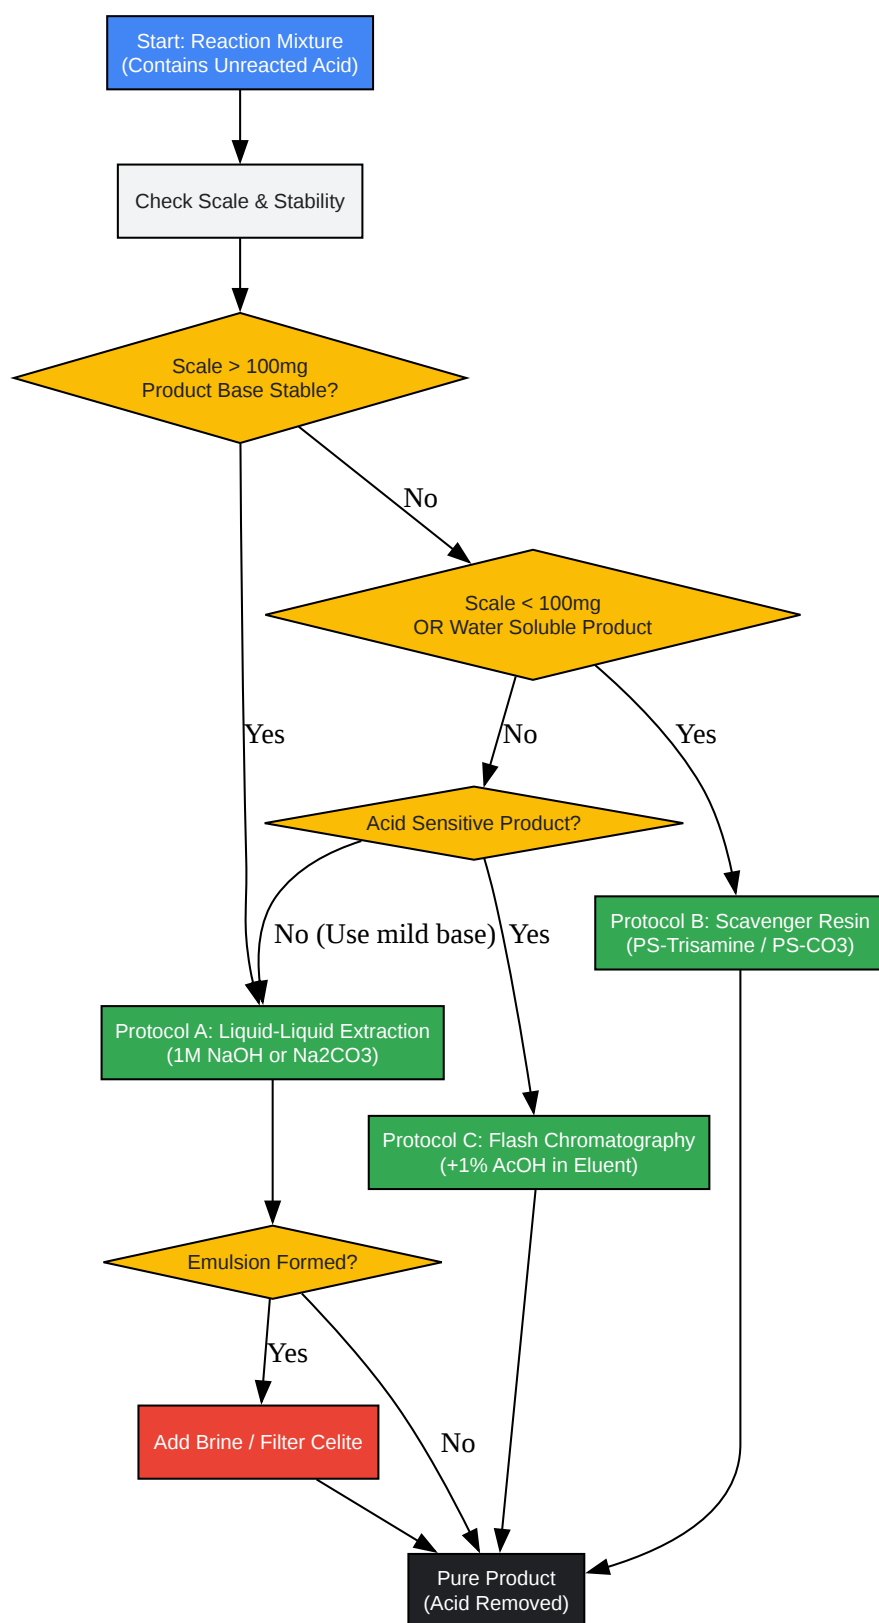 Start: Reaction Mixture
(Contains Unreacted Acid)
Check Scale & Stability
Scale > 100mg
Product Base Stable?
No
Scale < 100mg
OR Water Soluble Product
Yes
No
Yes
Acid Sensitive Product?
No (Use mild base)
Yes
Protocol B: Scavenger Resin
(PS-Trisamine / PS-CO3)
Protocol A: Liquid-Liquid Extraction
(1M NaOH or Na2CO3)
Protocol C: Flash Chromatography
(+1% AcOH in Eluent)
Emulsion Formed?
Yes
No
Add Brine / Filter Celite
Pure Product
(Acid Removed)